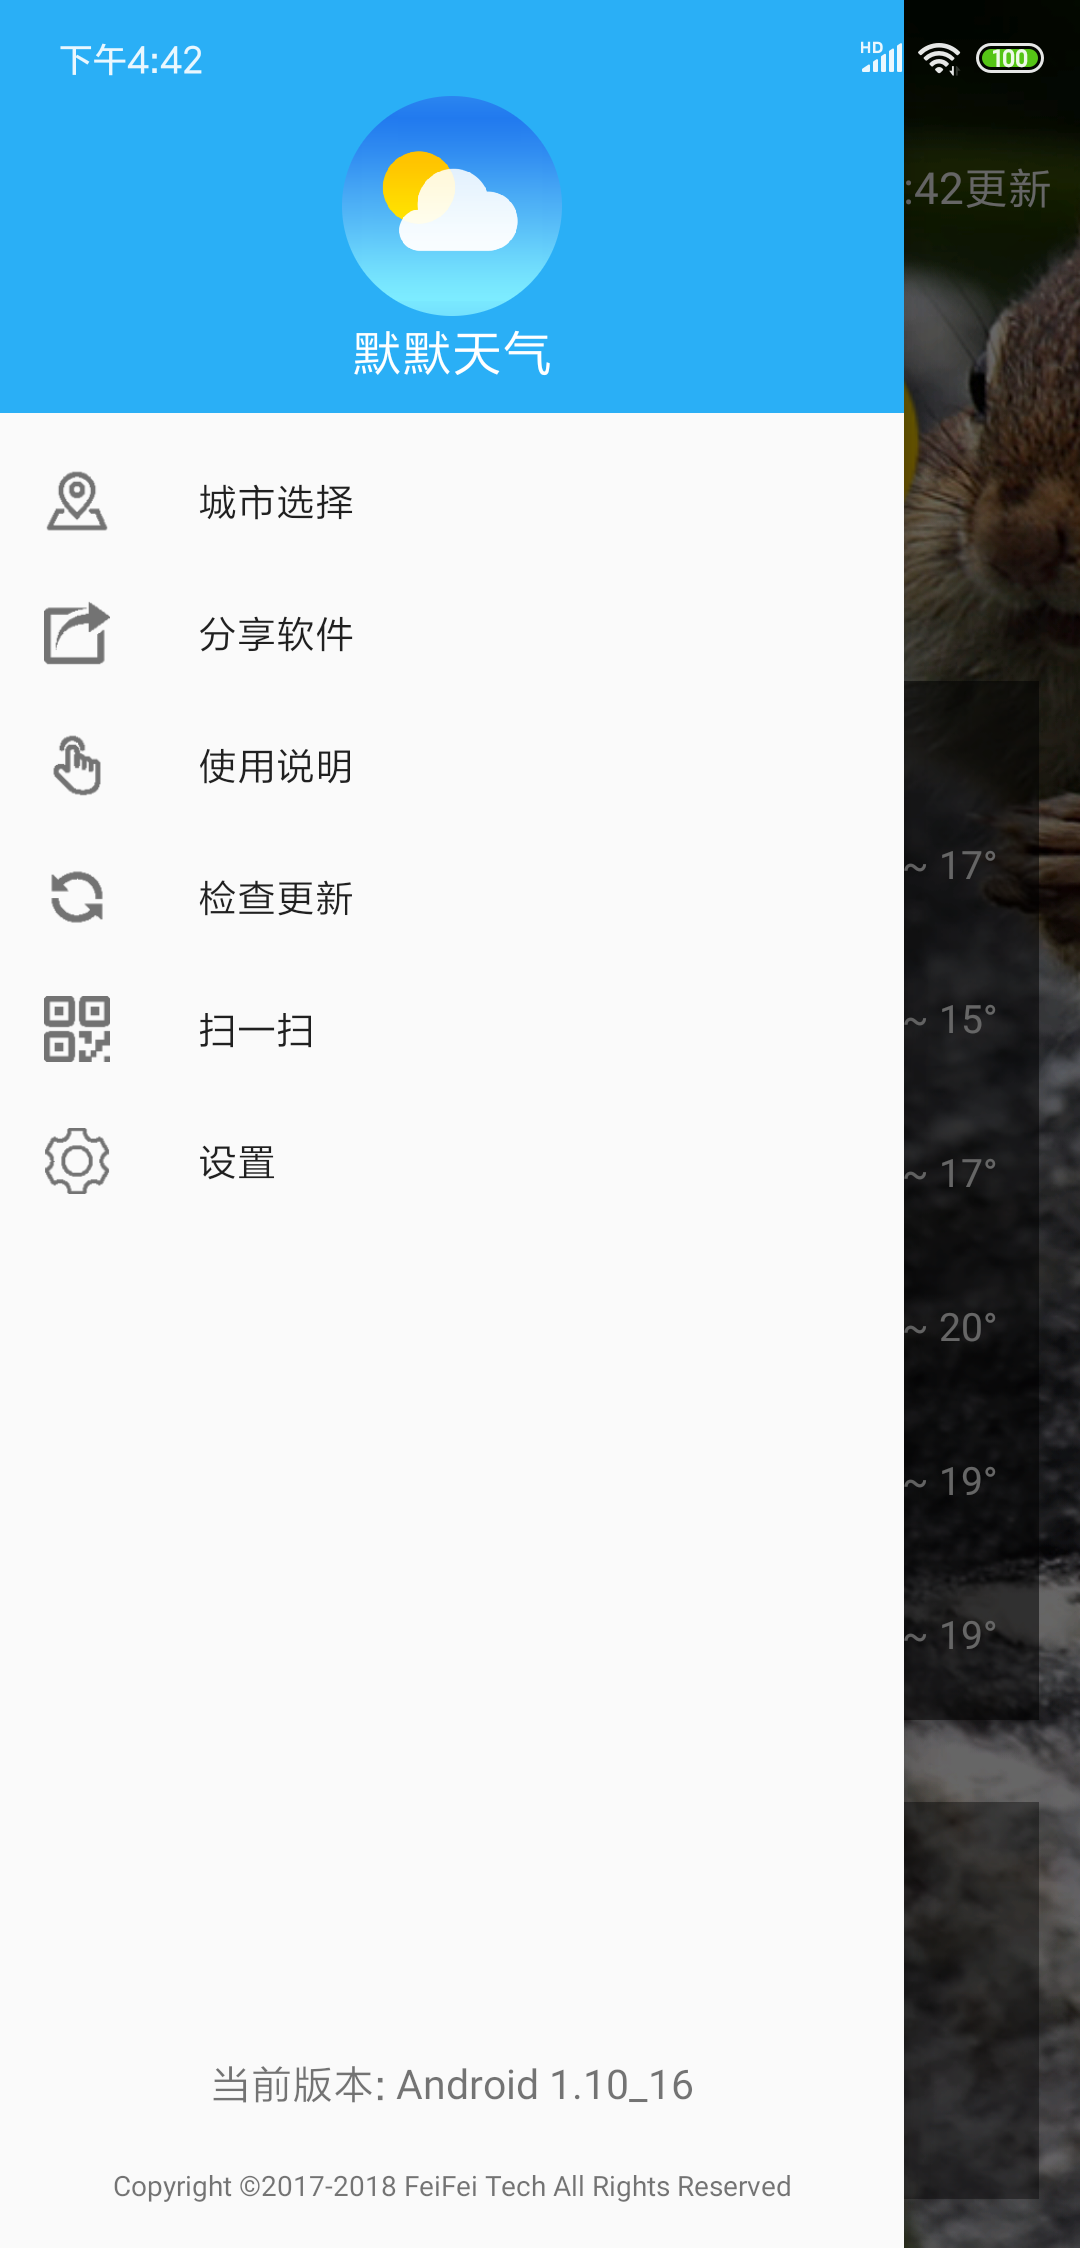 下午4:42
HD
100
:42更新
默默天气
城市选择
分享软件
使用说明
检查更新
扫一扫
设置
~ 17°
~ 15°
~ 17°
~ 20°
~ 19°
~ 19°
当前版本: Android 1.10_16
Copyright ©2017-2018 FeiFei Tech All Rights Reserved